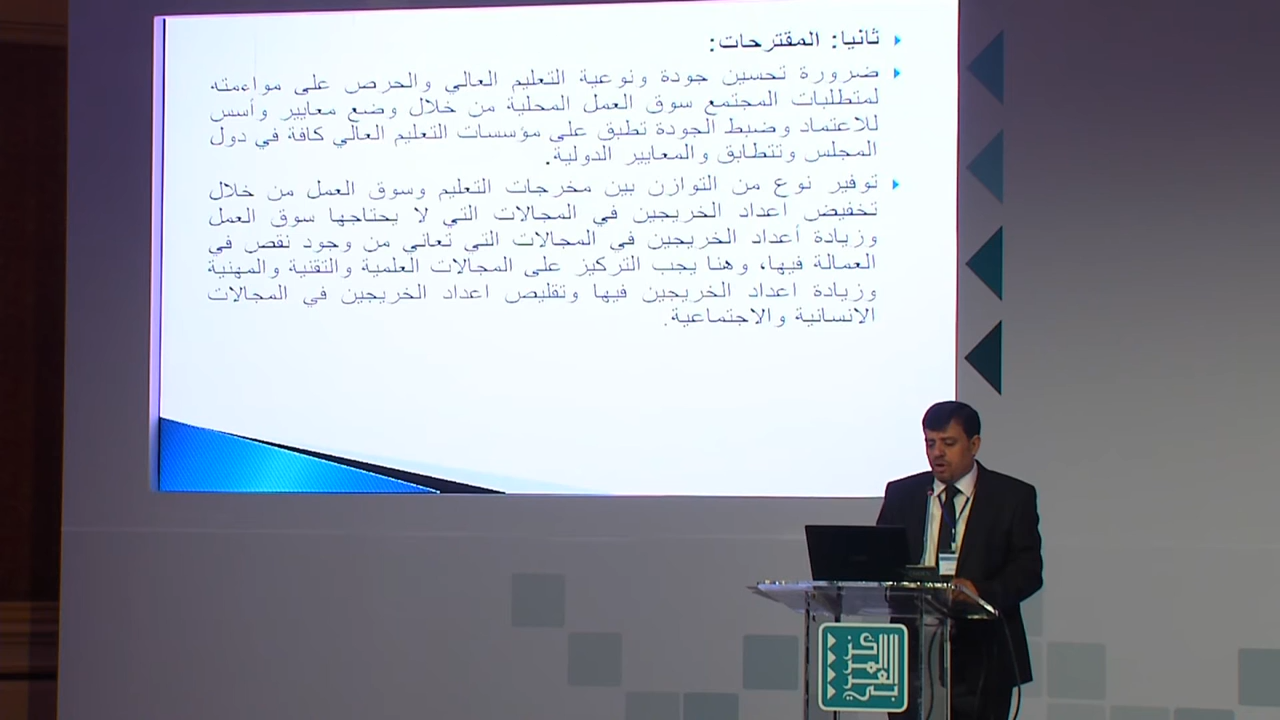 ثانيا: المقترحات:
ضرورة تحسين جودة ونوعية التعليم العالي والحرص على مواءمته
لمتطلبات المجتمع سوق العمل المحلية من خلال وضع معايير وأسس
للاعتماد وضبط الجودة تطبق على مؤسسات التعليم العالي كافة في دول
المجلس وتتطابق والمعايير الدولية.
توفير نوع من التوازن بين مخرجات التعليم وسوق العمل من خلال
تخفيض اعداد الخريجين في المجالات التي لا يحتاجها سوق العمل
وزيادة أعداد الخريجين في المجالات التي تعاني من وجود نقص في
العمالة فيها، وهنا يجب التركيز على المجالات العلمية والتقنية والمهنية
وزيادة اعداد الخريجين فيها وتقليص اعداد الخريجين في المجالات
الانسانية والاجتماعية.
المركز العربي